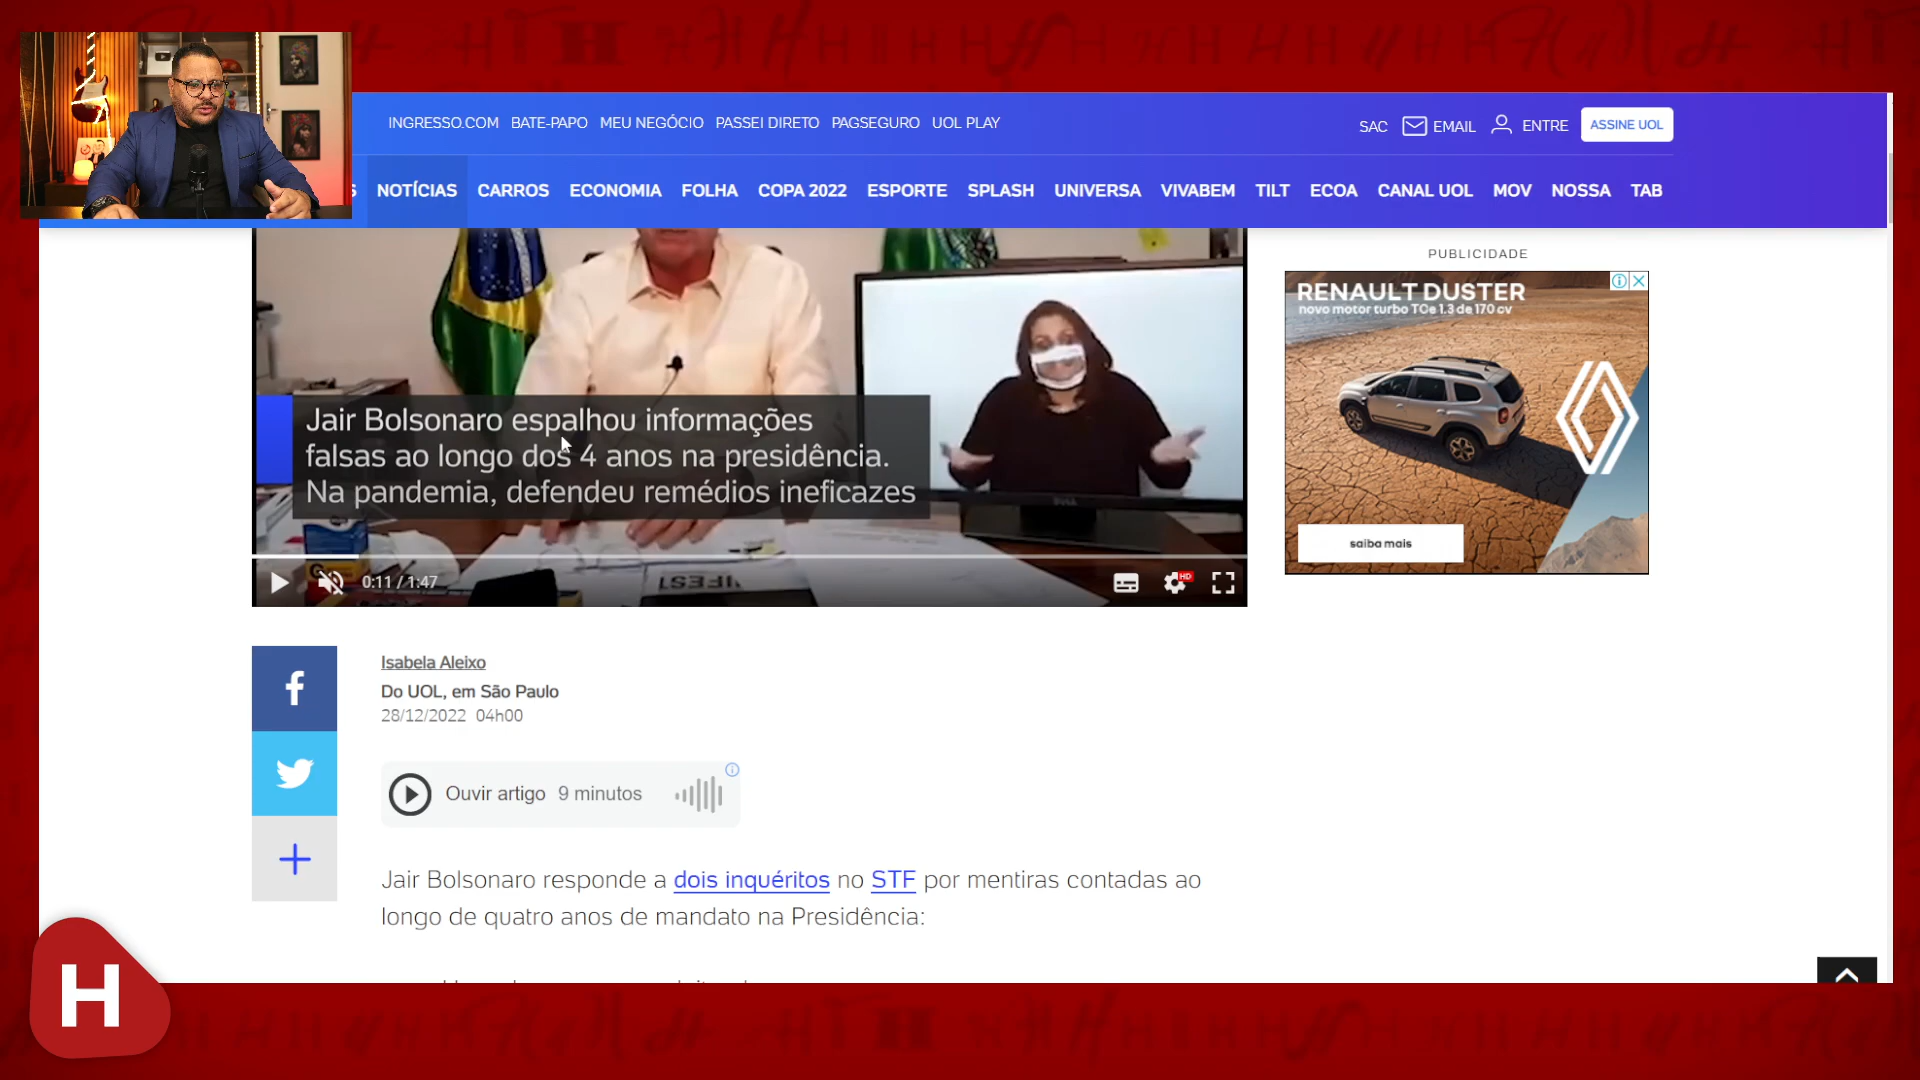 INGRESSO.COM BATE-PAPO MEU NEGÓCIO PASSEI DIRETO PAGSEGURO UOL PLAY
SAC EMAIL ENTRE ASSINE UOL
S NOTÍCIAS CARROS ECONOMIA FOLHA COPA 2022 ESPORTE SPLASH UNIVERSA VIVABEM TILT ECOA CANAL UOL MOV NOSSA TAB
PUBLICIDADE
RENAULT DUSTER
novo motor turbo TCe 1.3 de 170 cv
saiba mais
Jair Bolsonaro espalhou informações
falsas ao longo dos 4 anos na presidência.
Na pandemia, defendeu remédios ineficazes
0:11 / 1:47
HD
Isabela Aleixo
Do UOL, em São Paulo
28/12/2022 04h00
Ouvir artigo 9 minutos
Jair Bolsonaro responde a dois inquéritos no STF por mentiras contadas ao
longo de quatro anos de mandato na Presidência:
H